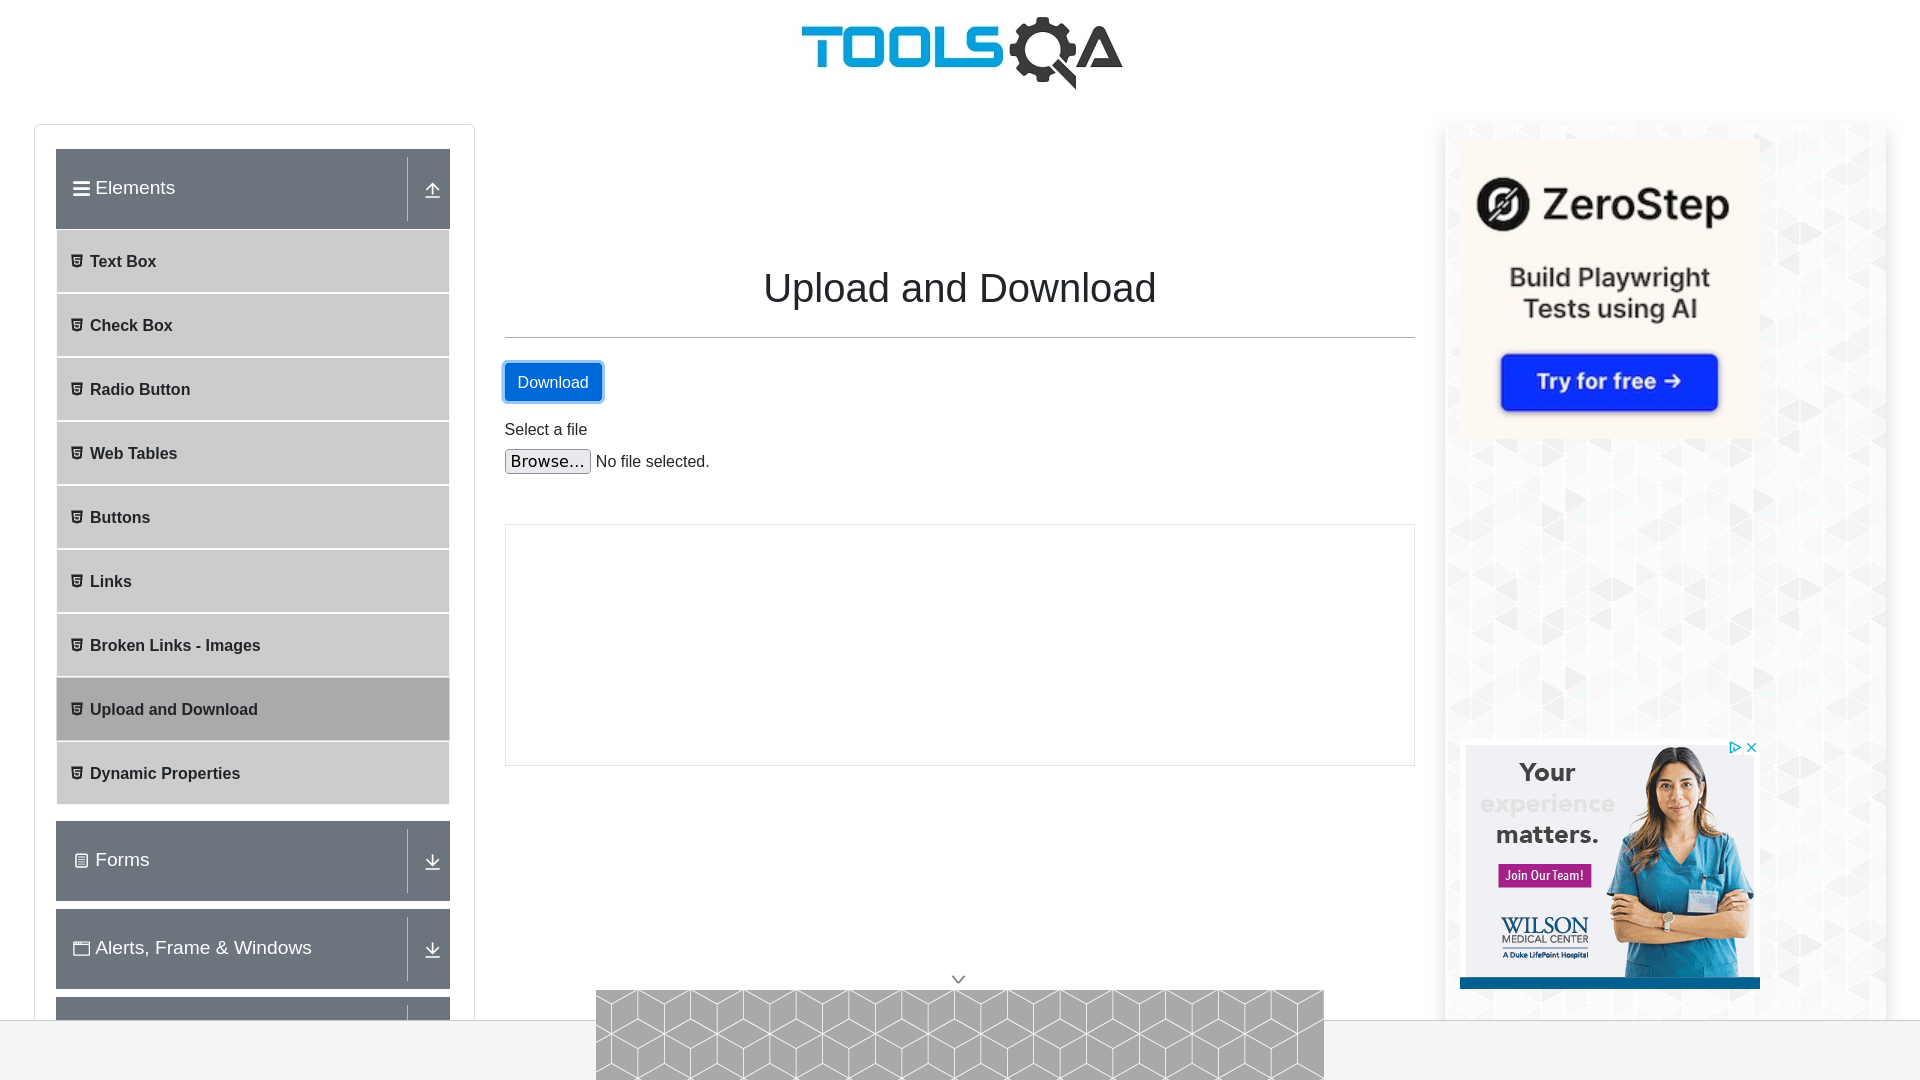 TOOLSQA
Elements
Text Box
Check Box
Radio Button
Web Tables
Buttons
Links
Broken Links - Images
Upload and Download
Dynamic Properties
Forms
Alerts, Frame & Windows
Upload and Download
Download
Select a file
Browse… No file selected.
ZeroStep
Build Playwright
Tests using AI
Try for free →
Your
experience
matters.
Join Our Team!
WILSON
MEDICAL CENTER
A Duke LifePoint Hospital